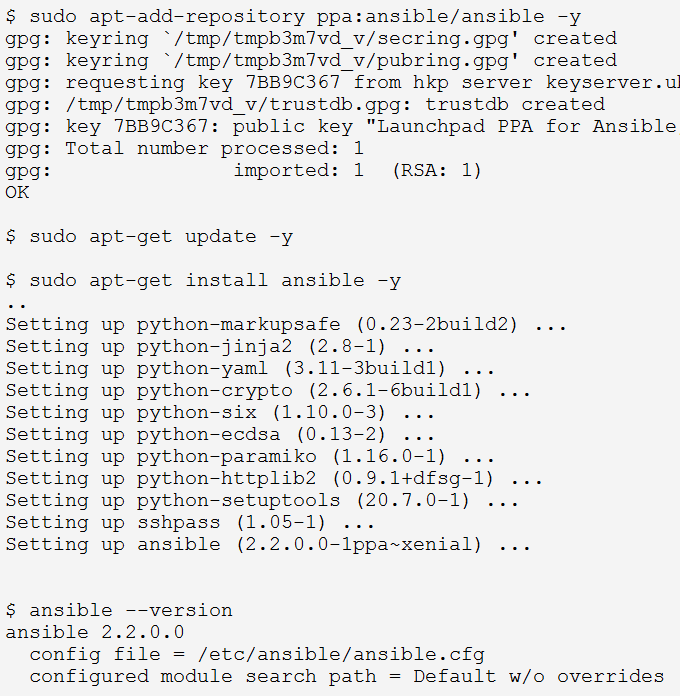 $ sudo apt-add-repository ppa:ansible/ansible -y
gpg: keyring `/tmp/tmpb3m7vd_v/secring.gpg' created
gpg: keyring `/tmp/tmpb3m7vd_v/pubring.gpg' created
gpg: requesting key 7BB9C367 from hkp server keyserver.u
gpg: /tmp/tmpb3m7vd_v/trustdb.gpg: trustdb created
gpg: key 7BB9C367: public key "Launchpad PPA for Ansible
gpg: Total number processed: 1
gpg:               imported: 1  (RSA: 1)
OK
$ sudo apt-get update -y
$ sudo apt-get install ansible -y
..
Setting up python-markupsafe (0.23-2build2) ...
Setting up python-jinja2 (2.8-1) ...
Setting up python-yaml (3.11-3build1) ...
Setting up python-crypto (2.6.1-6build1) ...
Setting up python-six (1.10.0-3) ...
Setting up python-ecdsa (0.13-2) ...
Setting up python-paramiko (1.16.0-1) ...
Setting up python-httplib2 (0.9.1+dfsg-1) ...
Setting up python-setuptools (20.7.0-1) ...
Setting up sshpass (1.05-1) ...
Setting up ansible (2.2.0.0-1ppa~xenial) ...
$ ansible --version
ansible 2.2.0.0
  config file = /etc/ansible/ansible.cfg
  configured module search path = Default w/o overrides